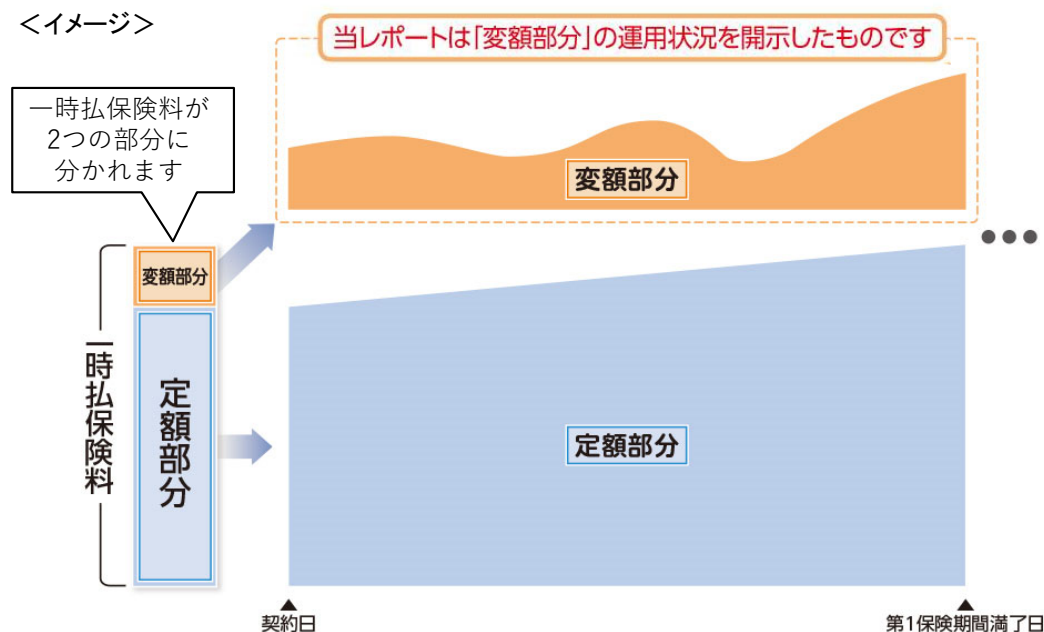 ＜イメージ＞
当レポートは「変額部分」の運用状況を開示したものです
一時払保険料が
2つの部分に
分かれます
変額部分
変額部分
●●●
一時払保険料
定額部分
定額部分
▲
契約日
▲
第1保険期間満了日